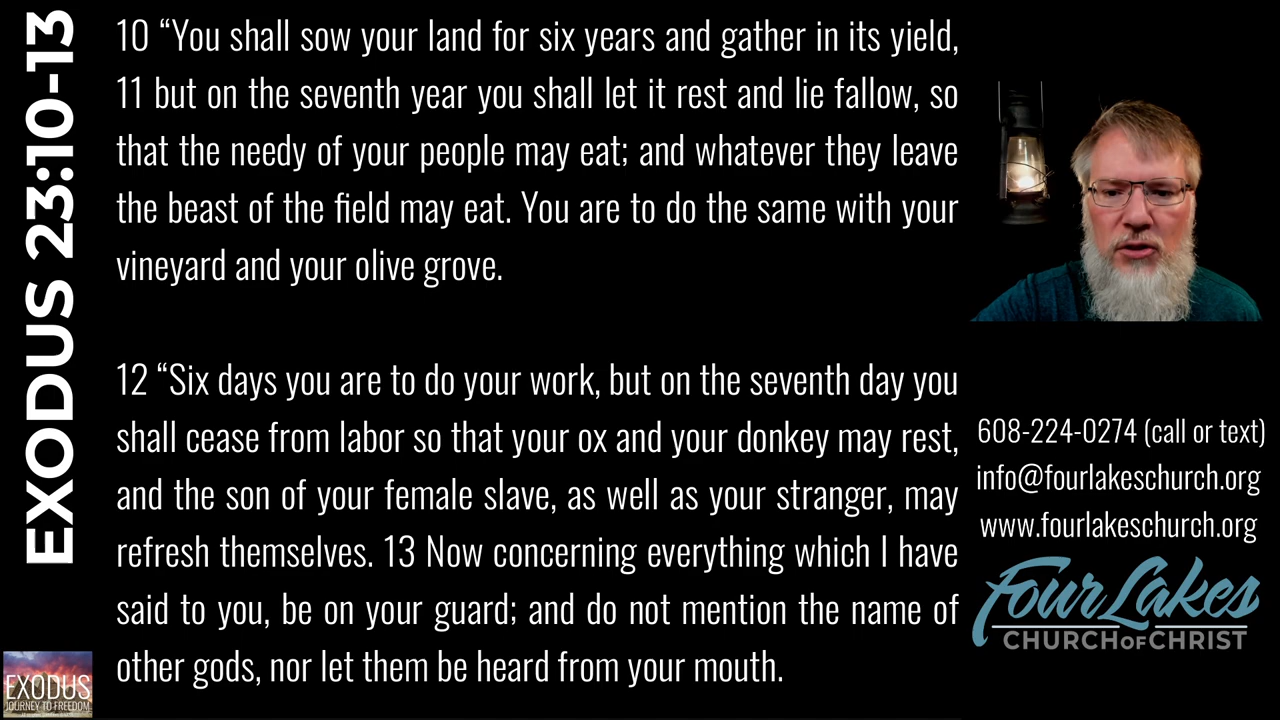 EXODUS 23:10-13
10 “You shall sow your land for six years and gather in its yield,
11 but on the seventh year you shall let it rest and lie fallow, so
that the needy of your people may eat; and whatever they leave
the beast of the field may eat. You are to do the same with your
vineyard and your olive grove.
12 “Six days you are to do your work, but on the seventh day you
shall cease from labor so that your ox and your donkey may rest,
and the son of your female slave, as well as your stranger, may
refresh themselves. 13 Now concerning everything which I have
said to you, be on your guard; and do not mention the name of
other gods, nor let them be heard from your mouth.
608-224-0274 (call or text)
info@fourlakeschurch.org
www.fourlakeschurch.org
Four Lakes
CHURCH OF CHRIST
EXODUS
JOURNEY TO FREEDOM